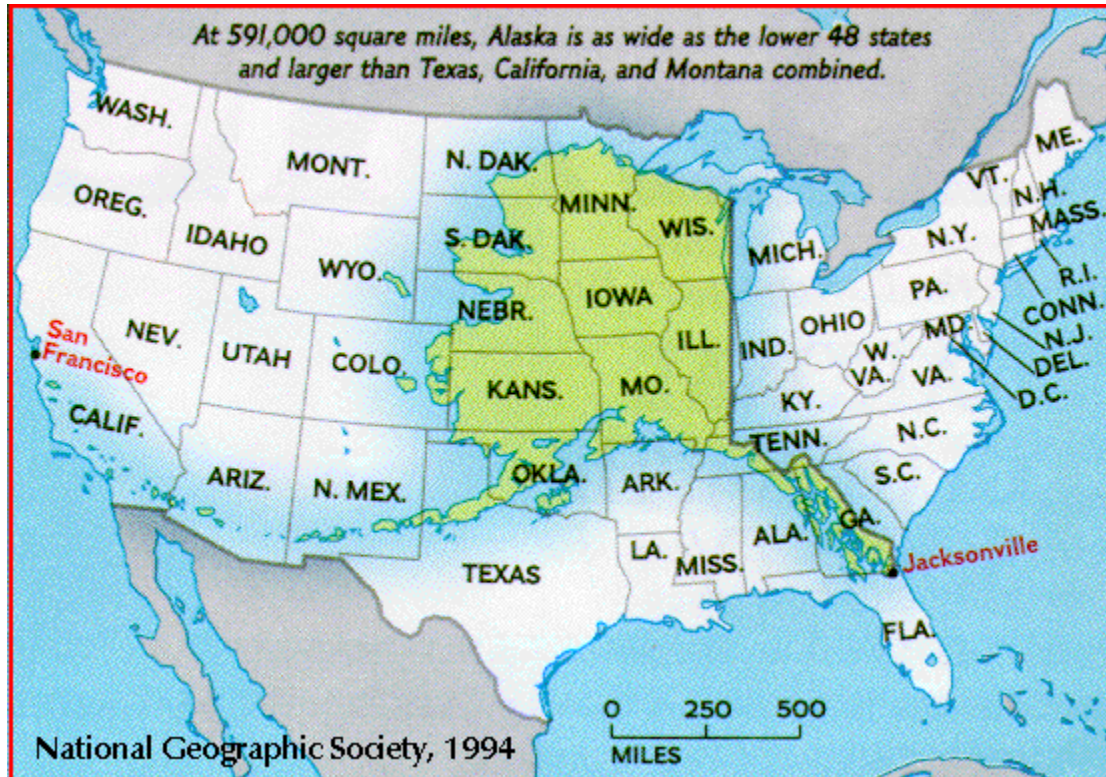 At 591,000 square miles, Alaska is as wide as the lower 48 states
and larger than Texas, California, and Montana combined.
WASH.
MONT.
N. DAK.
MINN.
ME.
VT.
N.H.
OREG.
IDAHO
S. DAK.
WIS.
MICH.
N.Y.
MASS.
WYO.
R.I.
NEBR.
IOWA
PA.
CONN.
San
Francisco
NEV.
UTAH
COLO.
ILL.
IND.
OHIO
MD.
N.J.
W.
VA.
VA.
DEL.
D.C.
KANS.
MO.
KY.
CALIF.
TENN.
N.C.
ARIZ.
N. MEX.
OKLA.
ARK.
S.C.
GA.
TEXAS
LA.
MISS.
ALA.
Jacksonville
FLA.
0 250 500
MILES
National Geographic Society, 1994